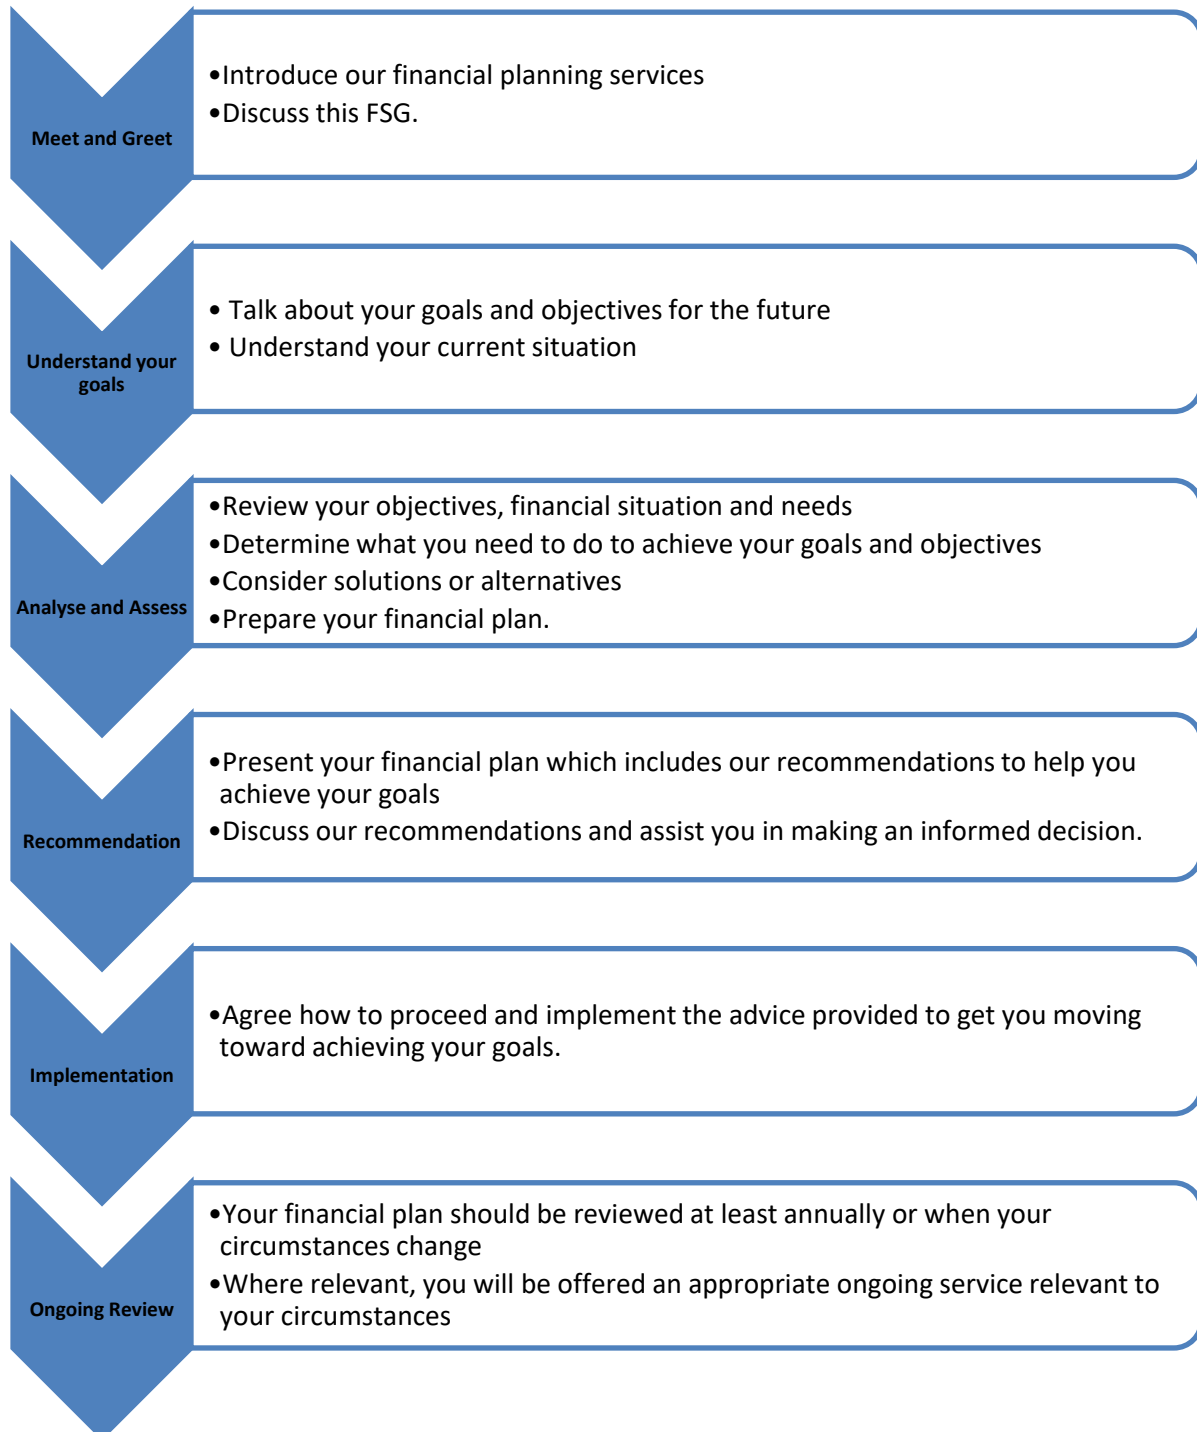 Meet and Greet
•Introduce our financial planning services
•Discuss this FSG.
Understand your
goals
• Talk about your goals and objectives for the future
• Understand your current situation
Analyse and Assess
•Review your objectives, financial situation and needs
•Determine what you need to do to achieve your goals and objectives
•Consider solutions or alternatives
•Prepare your financial plan.
Recommendation
•Present your financial plan which includes our recommendations to help you
achieve your goals
•Discuss our recommendations and assist you in making an informed decision.
Implementation
•Agree how to proceed and implement the advice provided to get you moving
toward achieving your goals.
Ongoing Review
•Your financial plan should be reviewed at least annually or when your
circumstances change
•Where relevant, you will be offered an appropriate ongoing service relevant to
your circumstances